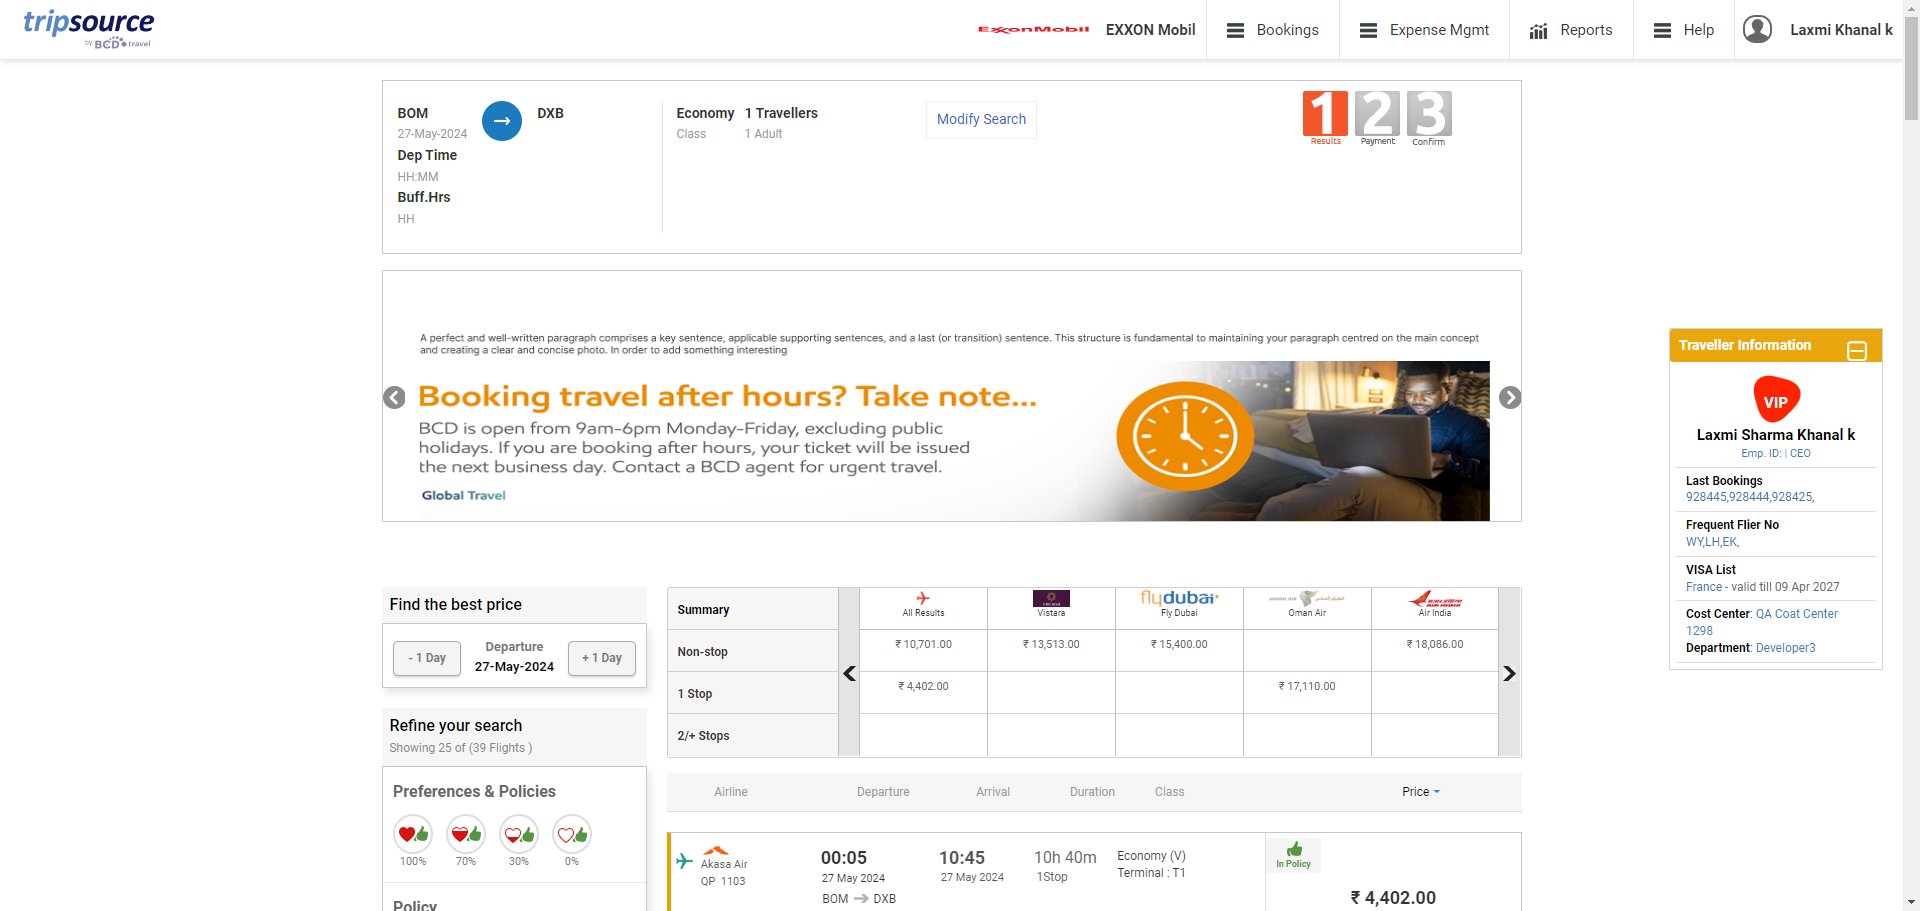 tripsource
by BCD travel
ExxonMobil
EXXON Mobil
Bookings
Expense Mgmt
Reports
Help
Laxmi Khanal k
BOM
DXB
27-May-2024
Dep Time
HH:MM
Buff.Hrs
HH
Economy 1 Travellers
Class 1 Adult
Modify Search
1 2 3
Results Payment Confirm
A perfect and well-written paragraph comprises a key sentence, applicable supporting sentences, and a last (or transition) sentence. This structure is fundamental to maintaining your paragraph centred on the main concept
and creating a clear and concise photo. In order to add something interesting
Booking travel after hours? Take note...
BCD is open from 9am-6pm Monday-Friday, excluding public
holidays. If you are booking after hours, your ticket will be issued
the next business day. Contact a BCD agent for urgent travel.
Global Travel
Traveller Information
VIP
Laxmi Sharma Khanal k
Emp. ID: | CEO
Last Bookings
928445,928444,928425,
Frequent Flier No
WY,LH,EK,
VISA List
France - valid till 09 Apr 2027
Cost Center: QA Coat Center
1298
Department: Developer3
Find the best price
- 1 Day
Departure
27-May-2024
+ 1 Day
Refine your search
Showing 25 of (39 Flights )
Preferences & Policies
100% 70% 30% 0%
Policy
Summary
All Results
Vistara
flydubai
Fly Dubai
Oman Air
AIR INDIA
Air India
Non-stop ₹ 10,701.00 ₹ 13,513.00 ₹ 15,400.00 ₹ 18,086.00
1 Stop ₹ 4,402.00 ₹ 17,110.00
2/+ Stops
Airline Departure Arrival Duration Class Price
Akasa Air
QP 1103
00:05
27 May 2024
BOM DXB
10:45
27 May 2024
10h 40m
1Stop
Economy (V)
Terminal : T1
In Policy
₹ 4,402.00